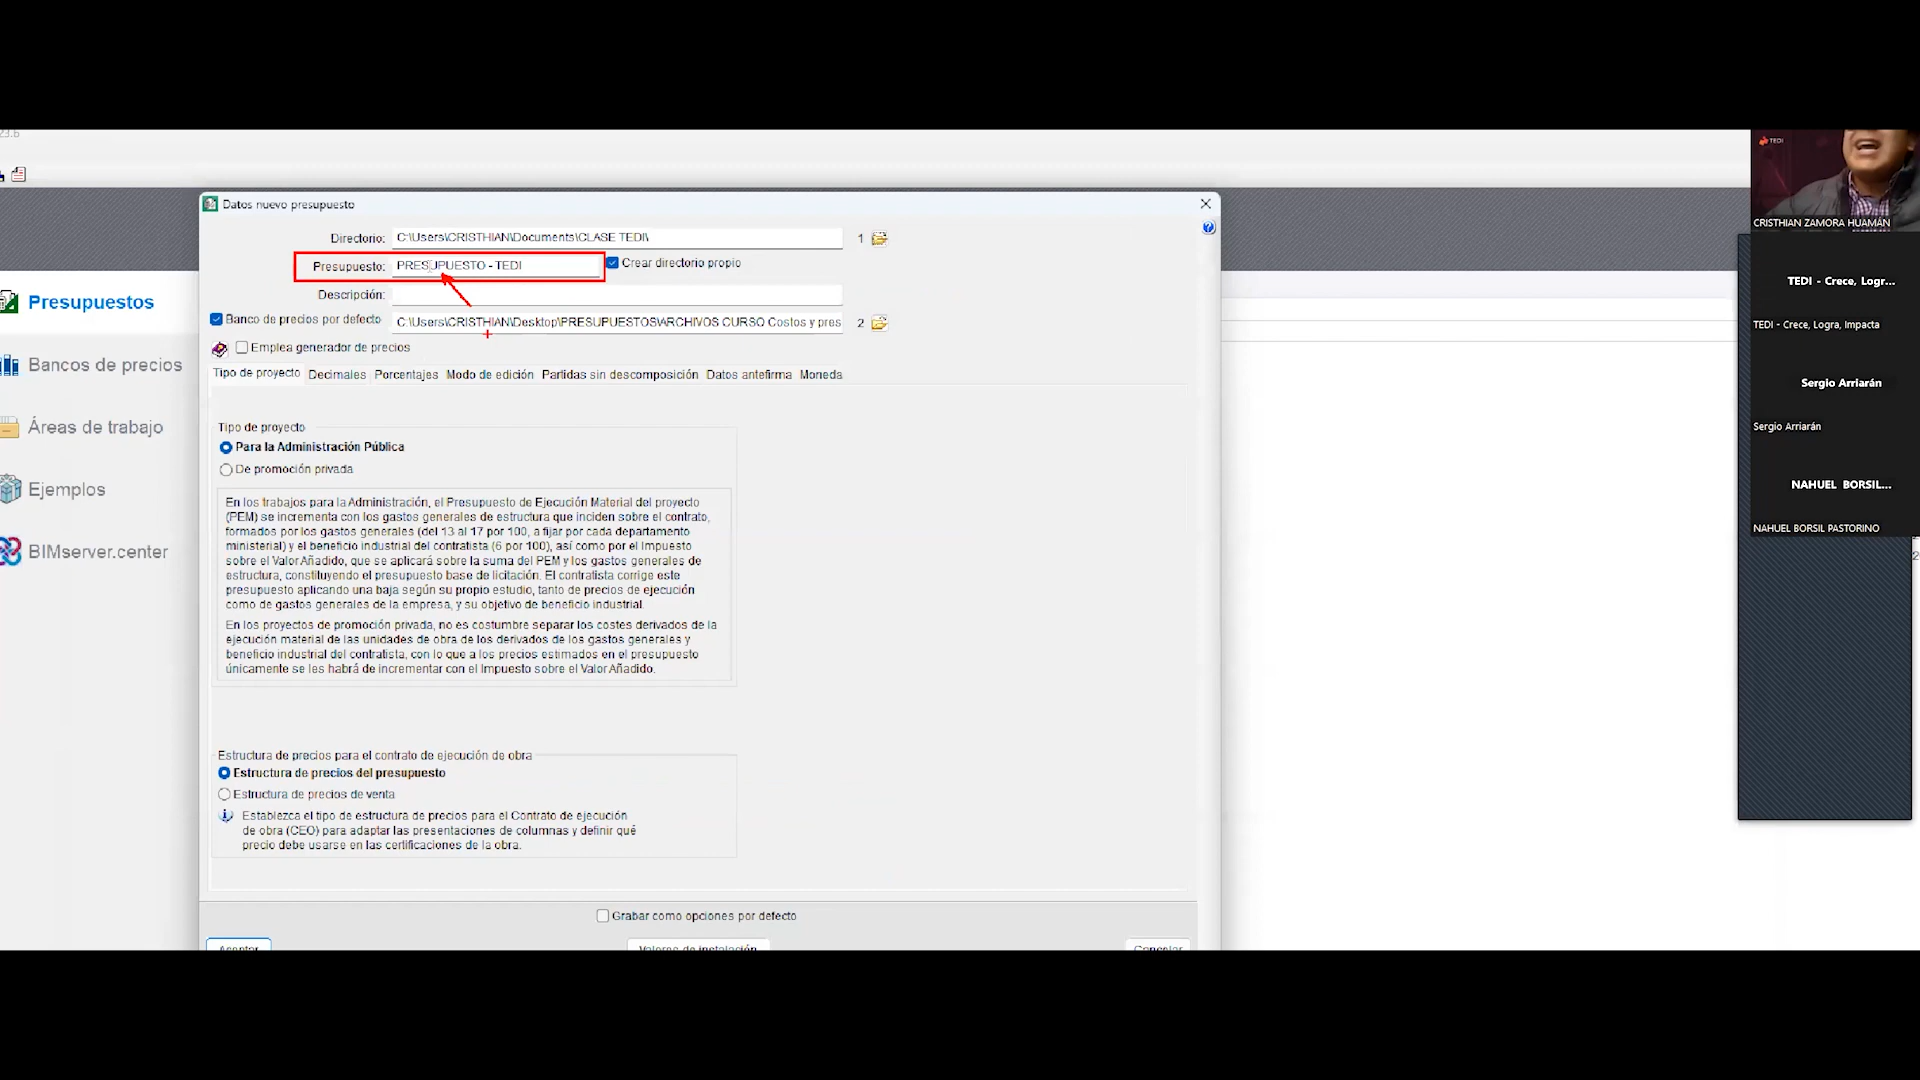 23.6
Datos nuevo presupuesto
Directorio: C:\Users\CRISTHIAN\Documents\CLASE TEDI\ 1
Presupuesto: PRESUPUESTO - TEDI Crear directorio propio
Descripción:
Banco de precios por defecto C:\Users\CRISTHIAN\Desktop\PRESUPUESTOS\ARCHIVOS CURSO Costos y pres 2
Emplea generador de precios
Tipo de proyecto Decimales Porcentajes Modo de edición Partidas sin descomposición Datos antefirma Moneda
Tipo de proyecto
Para la Administración Pública
De promoción privada
En los trabajos para la Administración, el Presupuesto de Ejecución Material del proyecto
(PEM) se incrementa con los gastos generales de estructura que inciden sobre el contrato,
formados por los gastos generales (del 13 al 17 por 100, a fijar por cada departamento
ministerial) y el beneficio industrial del contratista (6 por 100), así como por el Impuesto
sobre el Valor Añadido, que se aplicará sobre la suma del PEM y los gastos generales de
estructura, constituyendo el presupuesto base de licitación. El contratista corrige este
presupuesto aplicando una baja según su propio estudio, tanto de precios de ejecución
como de gastos generales de la empresa, y su objetivo de beneficio industrial.
En los proyectos de promoción privada, no es costumbre separar los costes derivados de la
ejecución material de las unidades de obra de los derivados de los gastos generales y
beneficio industrial del contratista, con lo que a los precios estimados en el presupuesto
únicamente se les habrá de incrementar con el Impuesto sobre el Valor Añadido.
Estructura de precios para el contrato de ejecución de obra
Estructura de precios del presupuesto
Estructura de precios de venta
Establezca el tipo de estructura de precios para el Contrato de ejecución
de obra (CEO) para adaptar las presentaciones de columnas y definir qué
precio debe usarse en las certificaciones de la obra.
Grabar como opciones por defecto
Aceptar Valores de instalación Cancelar
Presupuestos
Bancos de precios
Áreas de trabajo
Ejemplos
BIMserver.center
TEDI
CRISTHIAN ZAMORA HUAMÁN
TEDI - Crece, Logr...
TEDI - Crece, Logra, Impacta
Sergio Arriarán
Sergio Arriarán
NAHUEL BORSIL...
NAHUEL BORSIL PASTORINO